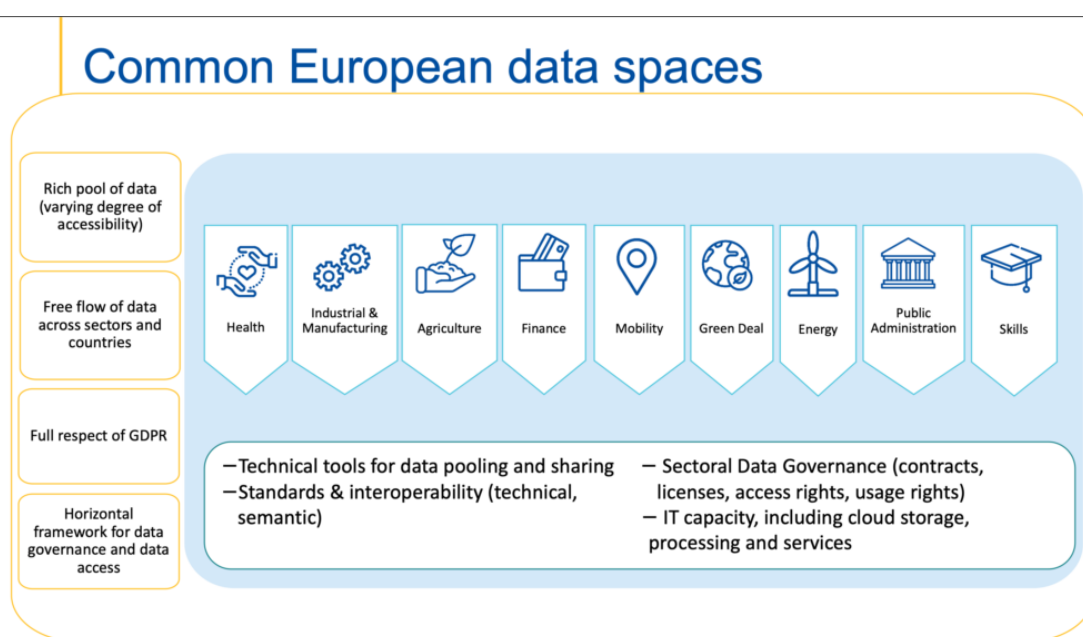 Common European data spaces
Rich pool of data
(varying degree of
accessibility)
Free flow of data
across sectors and
countries
Full respect of GDPR
Horizontal
framework for data
governance and data
access
Health
Industrial &
Manufacturing
Agriculture
Finance
Mobility
Green Deal
Energy
Public
Administration
Skills
–Technical tools for data pooling and sharing
–Standards & interoperability (technical,
semantic)
– Sectoral Data Governance (contracts,
licenses, access rights, usage rights)
– IT capacity, including cloud storage,
processing and services